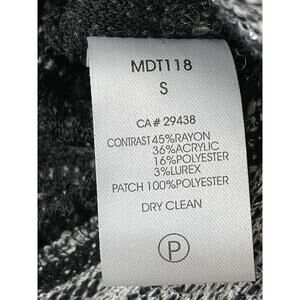 MDT118
S
CA # 29438
CONTRAST 45%RAYON
36%ACRYLIC
16%POLYESTER
3%LUREX
PATCH 100%POLYESTER
DRY CLEAN
P